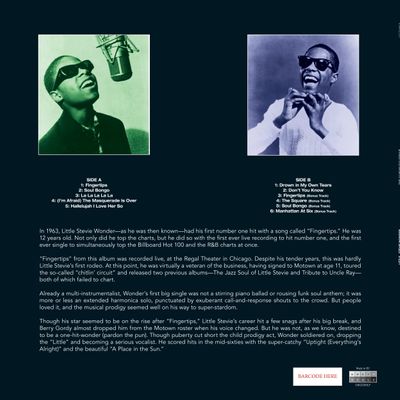 SIDE A
1: Fingertips
2: Soul Bongo
3: La La La La La
4: (I'm Afraid) The Masquerade Is Over
5: Hallelujah I Love Her So
SIDE B
1: Drown in My Own Tears
2: Don't You Know
3: Fingertips (Bonus Track)
4: The Square (Bonus Track)
5: Soul Bongo (Bonus Track)
6: Manhattan At Six (Bonus Track)
In 1963, Little Stevie Wonder—as he was then known—had his first number one hit with a song called "Fingertips." He was
12 years old. Not only did he top the charts, but he did so with the first ever live recording to hit number one, and the first
ever single to simultaneously top the Billboard Hot 100 and the R&B charts at once.
"Fingertips" from this album was recorded live, at the Regal Theater in Chicago. Despite his tender years, this was hardly
Little Stevie's first rodeo. At this point, he was virtually a veteran of the business, having signed to Motown at age 11, toured
the so-called "chitlin' circuit" and released two previous albums—The Jazz Soul of Little Stevie and Tribute to Uncle Ray—
both of which failed to chart.
Already a multi-instrumentalist, Wonder's first big single was not a stirring piano ballad or rousing funk soul anthem; it was
more or less an extended harmonica solo, punctuated by exuberant call-and-response shouts to the crowd. But people
loved it, and the musical prodigy seemed well on his way to super-stardom.
Though his star seemed to be on the rise after "Fingertips," Little Stevie's career hit a few snags after his big break, and
Berry Gordy almost dropped him from the Motown roster when his voice changed. But he was not, as we know, destined
to be a one-hit-wonder (pardon the pun). Though puberty cut short the child prodigy act, Wonder soldiered on, dropping
the "Little" and becoming a serious vocalist. He scored hits in the mid-sixties with the super-catchy "Uptight (Everything's
Alright)" and the beautiful "A Place in the Sun."
BARCODE HERE